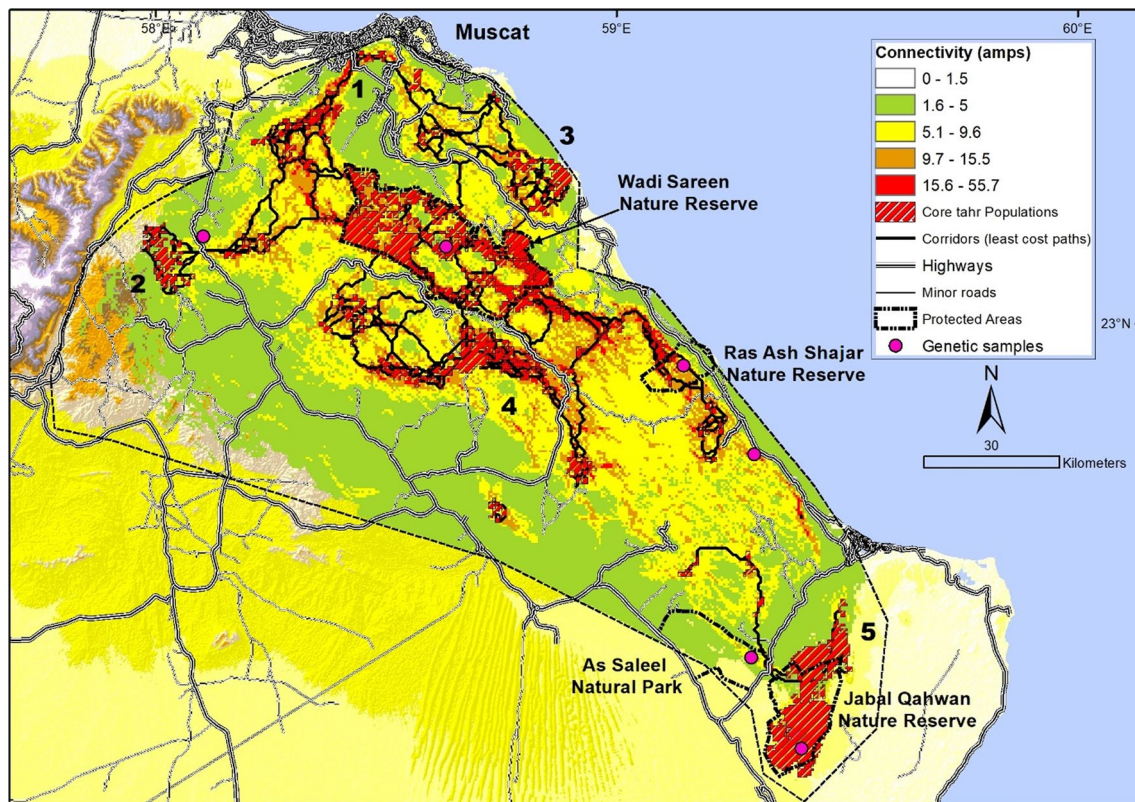 58°E
59°E
60°E
Muscat
Connectivity (amps)
0 - 1.5
1.6 - 5
5.1 - 9.6
9.7 - 15.5
15.6 - 55.7
Core tahr Populations
Corridors (least cost paths)
Highways
Minor roads
Protected Areas
Genetic samples
1
3
Wadi Sareen
Nature Reserve
2
23°N
Ras Ash Shajar
Nature Reserve
N
4
30
Kilometers
5
As Saleel
Natural Park
Jabal Qahwan
Nature Reserve